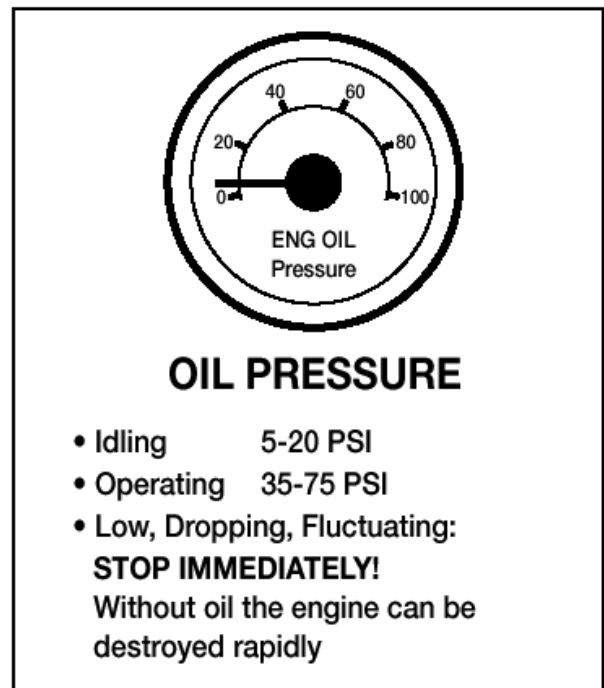 40 60
20 80
0 100
ENG OIL
Pressure
OIL PRESSURE
• Idling 5-20 PSI
• Operating 35-75 PSI
• Low, Dropping, Fluctuating:
STOP IMMEDIATELY!
Without oil the engine can be
destroyed rapidly